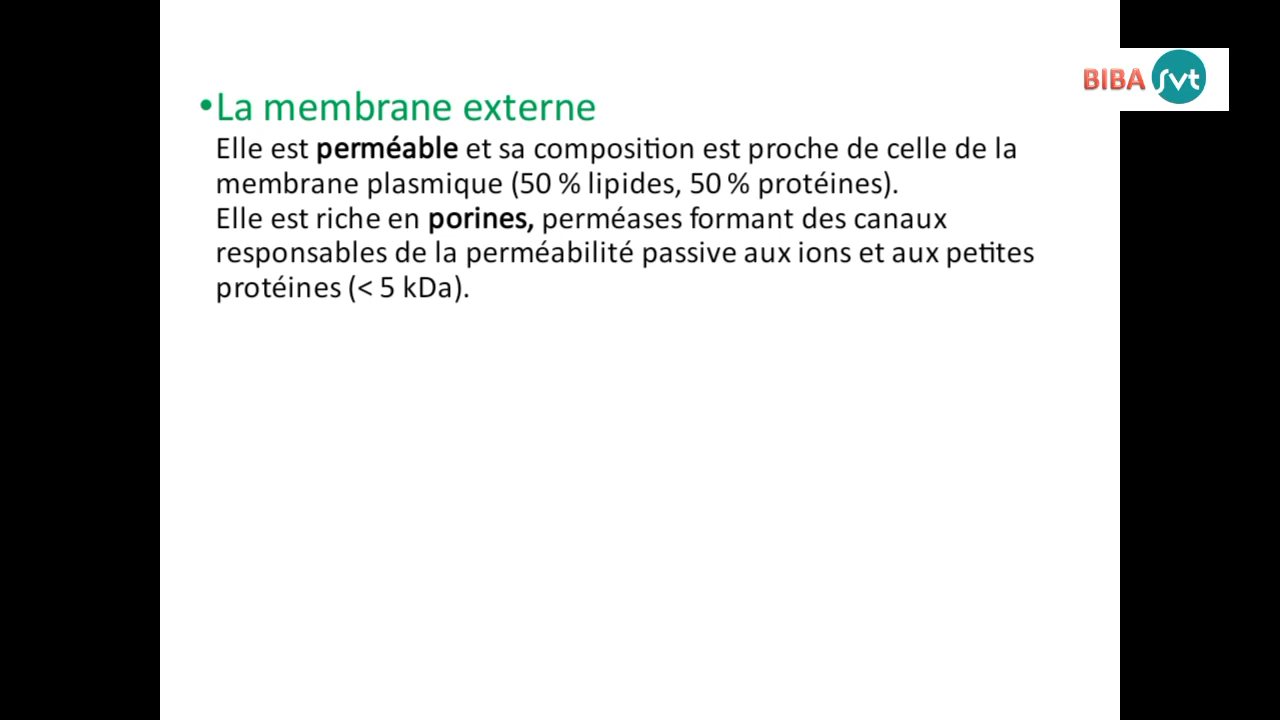 BIBA svt
•La membrane externe
Elle est perméable et sa composition est proche de celle de la
membrane plasmique (50 % lipides, 50 % protéines).
Elle est riche en porines, perméases formant des canaux
responsables de la perméabilité passive aux ions et aux petites
protéines (< 5 kDa).